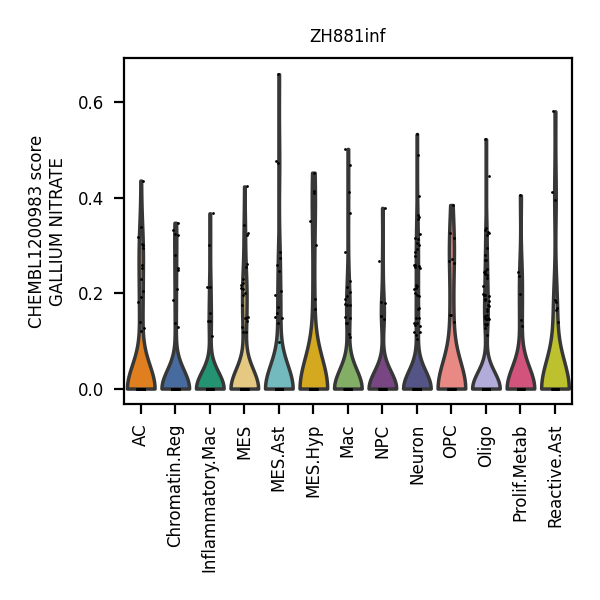 ZH881inf
CHEMBL1200983 score
GALLIUM NITRATE
0.6
0.4
0.2
0.0
AC
Chromatin.Reg
Inflammatory.Mac
MES
MES.Ast
MES.Hyp
Mac
NPC
Neuron
OPC
Oligo
Prolif.Metab
Reactive.Ast